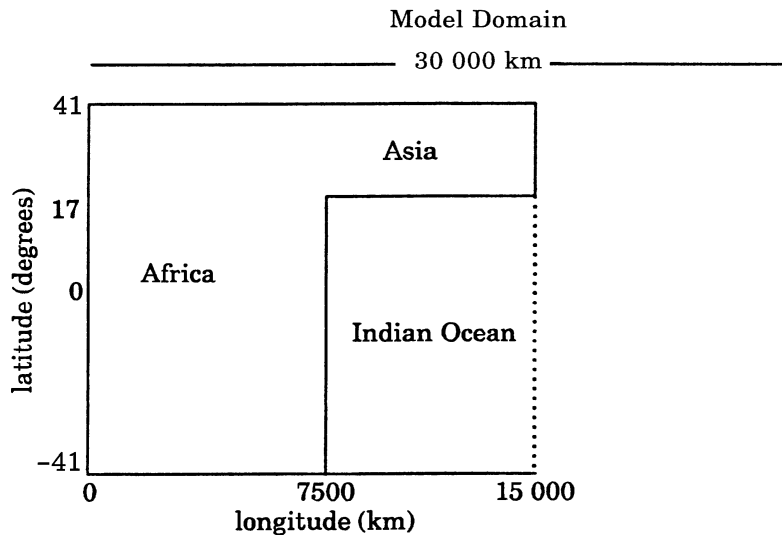 Model Domain
30 000 km
41
Asia
17
Africa
0
Indian Ocean
latitude (degrees)
-41
0 7500 15 000
longitude (km)